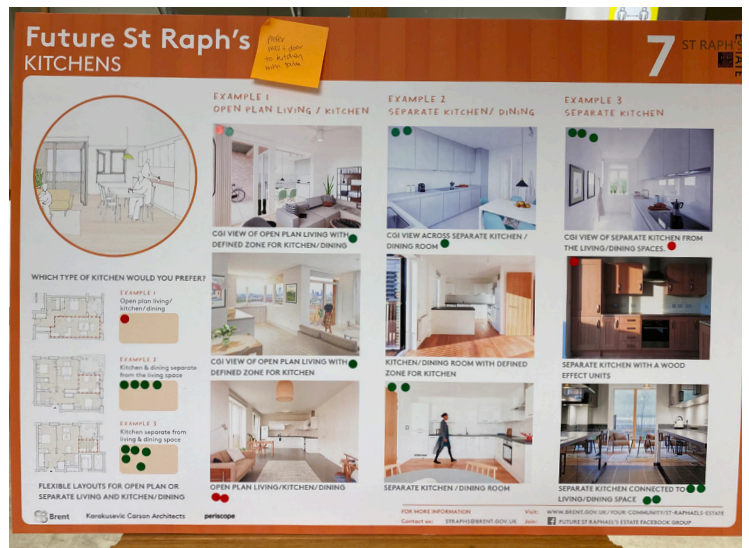 Future St Raph's
KITCHENS
prefer
wall + door
to kitchen
7
ST RAPH'S
ESTATE
EXAMPLE 1
OPEN PLAN LIVING / KITCHEN
EXAMPLE 2
SEPARATE KITCHEN/ DINING
EXAMPLE 3
SEPARATE KITCHEN
CGI VIEW OF OPEN PLAN LIVING WITH
DEFINED ZONE FOR KITCHEN/DINING
CGI VIEW ACROSS SEPARATE KITCHEN /
DINING ROOM
CGI VIEW OF SEPARATE KITCHEN FROM
THE LIVING/DINING SPACES.
WHICH TYPE OF KITCHEN WOULD YOU PREFER?
EXAMPLE 1
Open plan living/
kitchen/dining
EXAMPLE 2
Kitchen & dining separate
from the living space
EXAMPLE 3
Kitchen separate from
living & dining space
FLEXIBLE LAYOUTS FOR OPEN PLAN OR
SEPARATE LIVING AND KITCHEN/DINING
CGI VIEW OF OPEN PLAN LIVING WITH
DEFINED ZONE FOR KITCHEN/DINING
KITCHEN/DINING ROOM WITH DEFINED
ZONE FOR KITCHEN
SEPARATE KITCHEN WITH A WOOD
EFFECT UNITS
OPEN PLAN LIVING/KITCHEN/DINING
SEPARATE KITCHEN / DINING ROOM
SEPARATE KITCHEN CONNECTED TO
LIVING/DINING SPACE
Brent
Karakusevic Carson Architects
periscope
FOR MORE INFORMATION
Contact us: STRAPHS@BRENT.GOV.UK
Visit: WWW.BRENT.GOV.UK/YOUR-COMMUNITY/ST-RAPHAELS-ESTATE
Join: FUTURE ST RAPHAEL'S ESTATE FACEBOOK GROUP